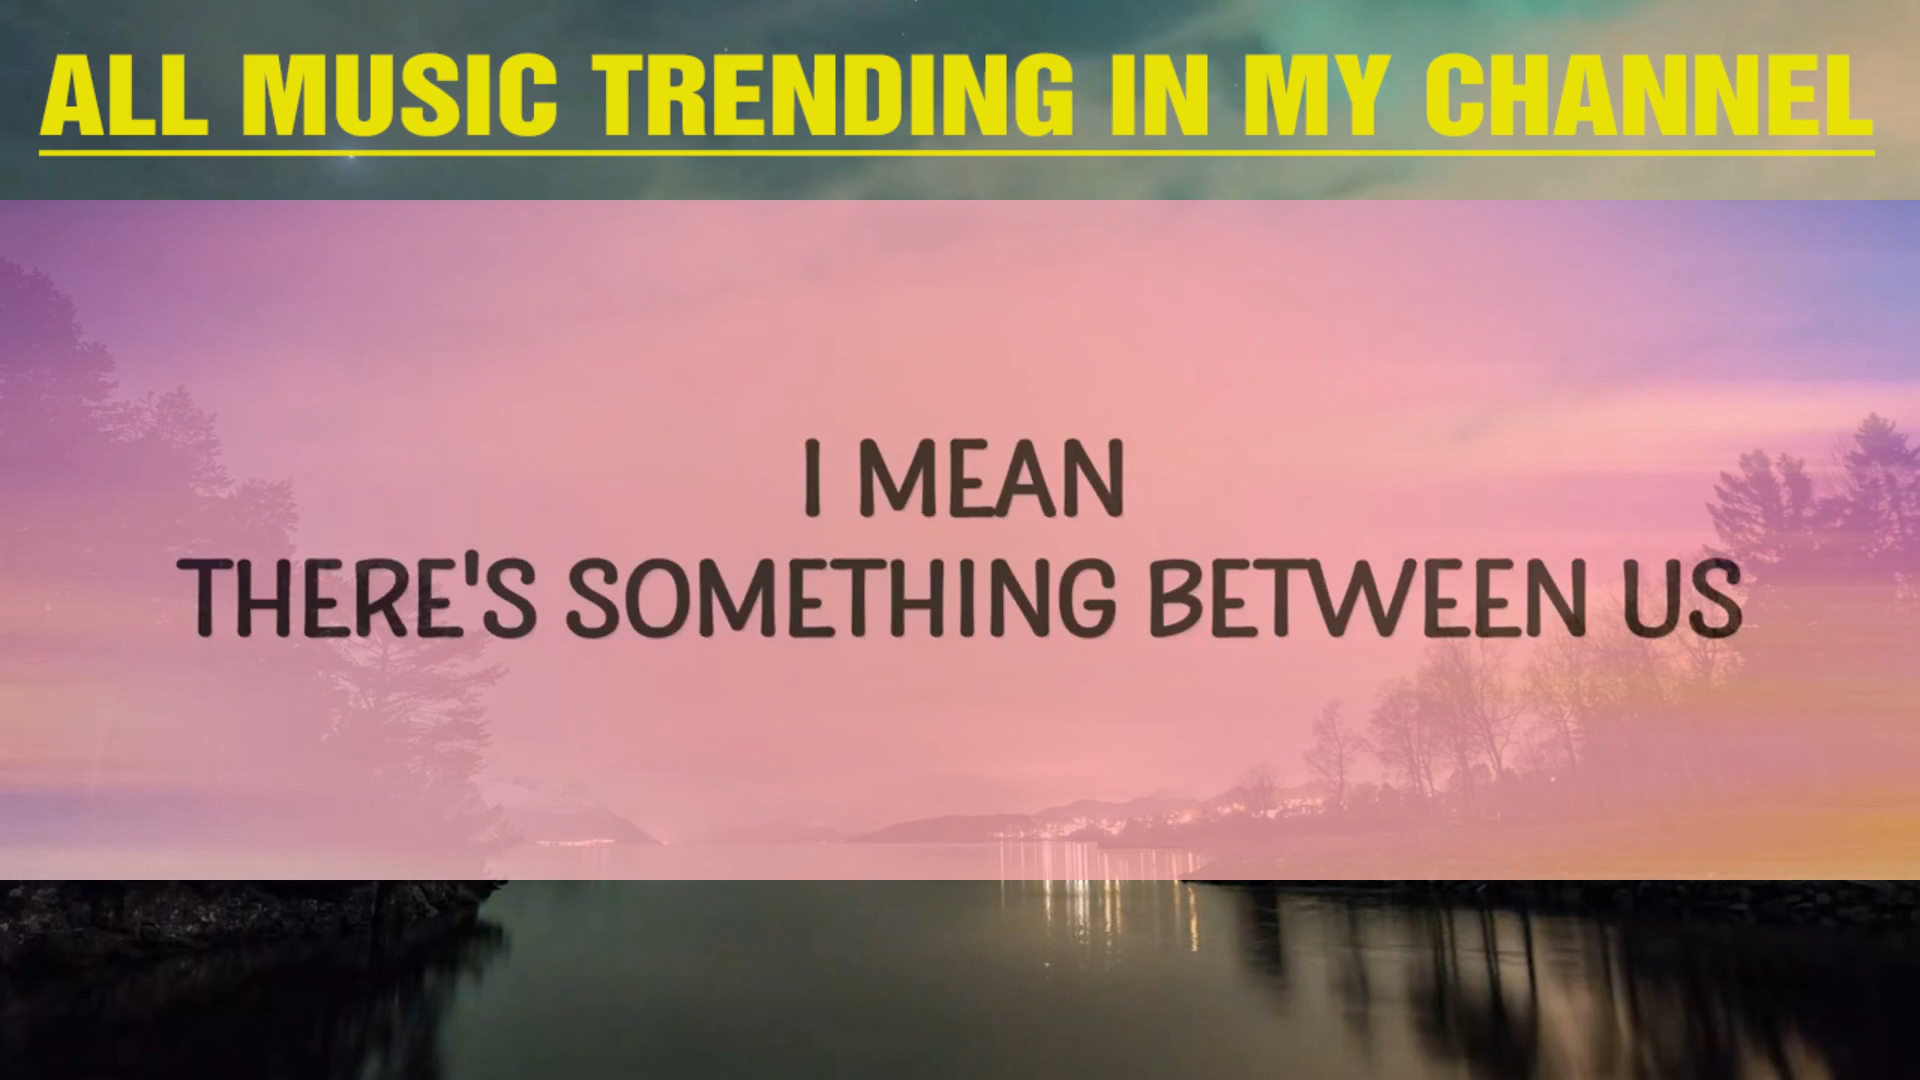 ALL MUSIC TRENDING IN MY CHANNEL
I MEAN
THERE'S SOMETHING BETWEEN US